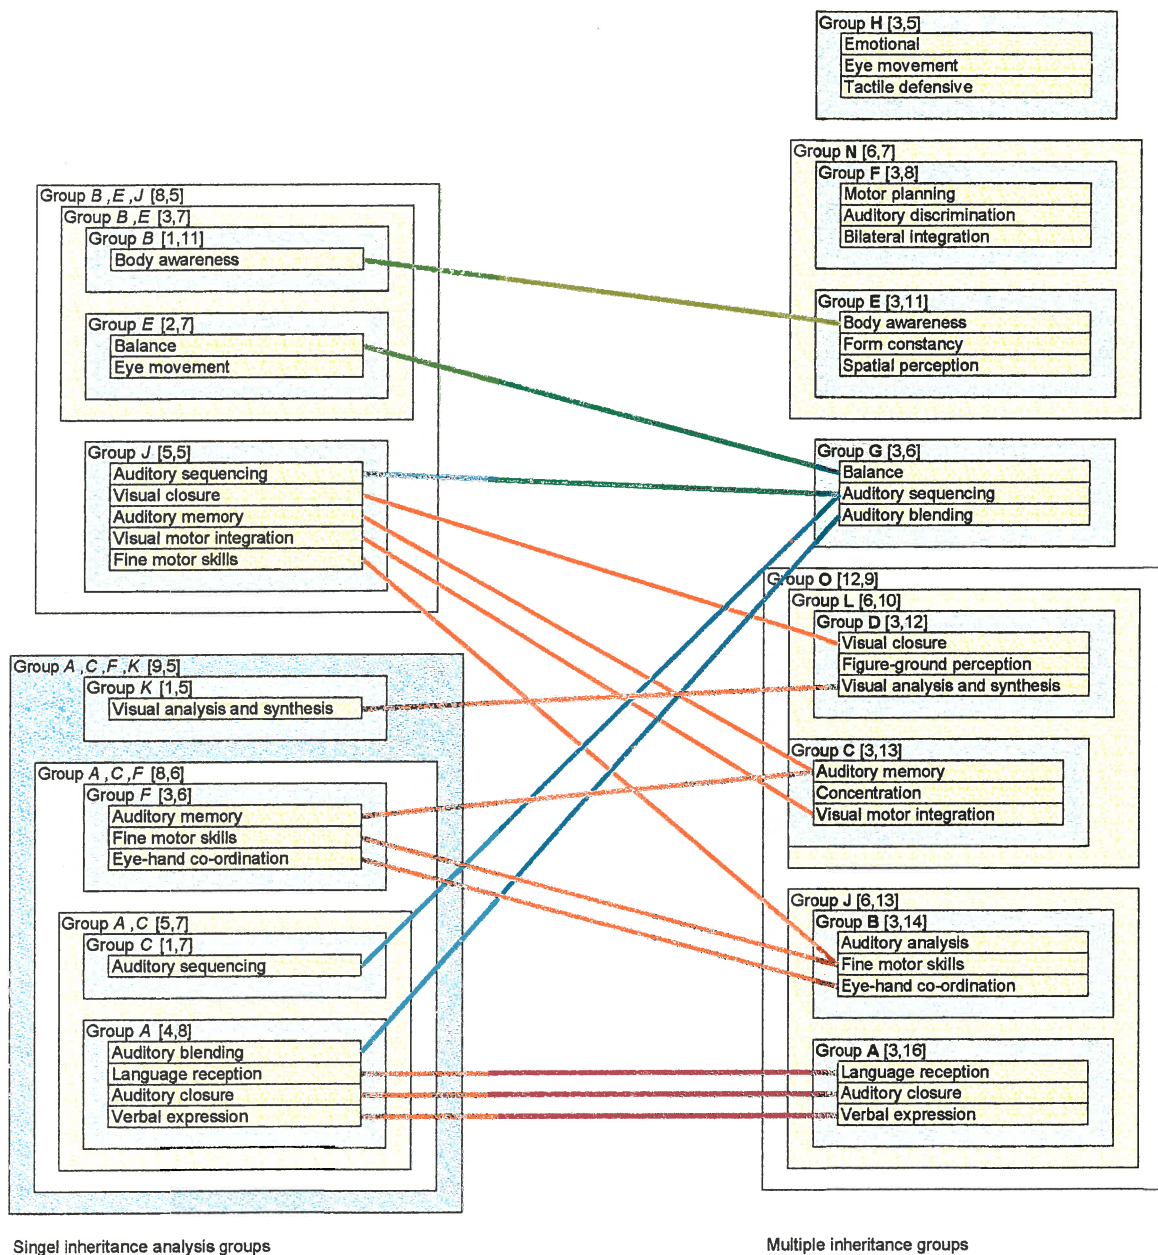 Group H [3,5]
Emotional
Eye movement
Tactile defensive
Group N [6,7]
Group F [3,8]
Motor planning
Auditory discrimination
Bilateral integration
Group E [3,11]
Body awareness
Form constancy
Spatial perception
Group G [3,6]
Balance
Auditory sequencing
Auditory blending
Group O [12,9]
Group L [6,10]
Group D [3,12]
Visual closure
Figure-ground perception
Visual analysis and synthesis
Group C [3,13]
Auditory memory
Concentration
Visual motor integration
Group J [6,13]
Group B [3,14]
Auditory analysis
Fine motor skills
Eye-hand co-ordination
Group A [3,16]
Language reception
Auditory closure
Verbal expression
Multiple inheritance groups
Group B ,E ,J [8,5]
Group B ,E [3,7]
Group B [1,11]
Body awareness
Group E [2,7]
Balance
Eye movement
Group J [5,5]
Auditory sequencing
Visual closure
Auditory memory
Visual motor integration
Fine motor skills
Group A ,C ,F ,K [9,5]
Group K [1,5]
Visual analysis and synthesis
Group A ,C ,F [8,6]
Group F [3,6]
Auditory memory
Fine motor skills
Eye-hand co-ordination
Group A ,C [5,7]
Group C [1,7]
Auditory sequencing
Group A [4,8]
Auditory blending
Language reception
Auditory closure
Verbal expression
Singel inheritance analysis groups